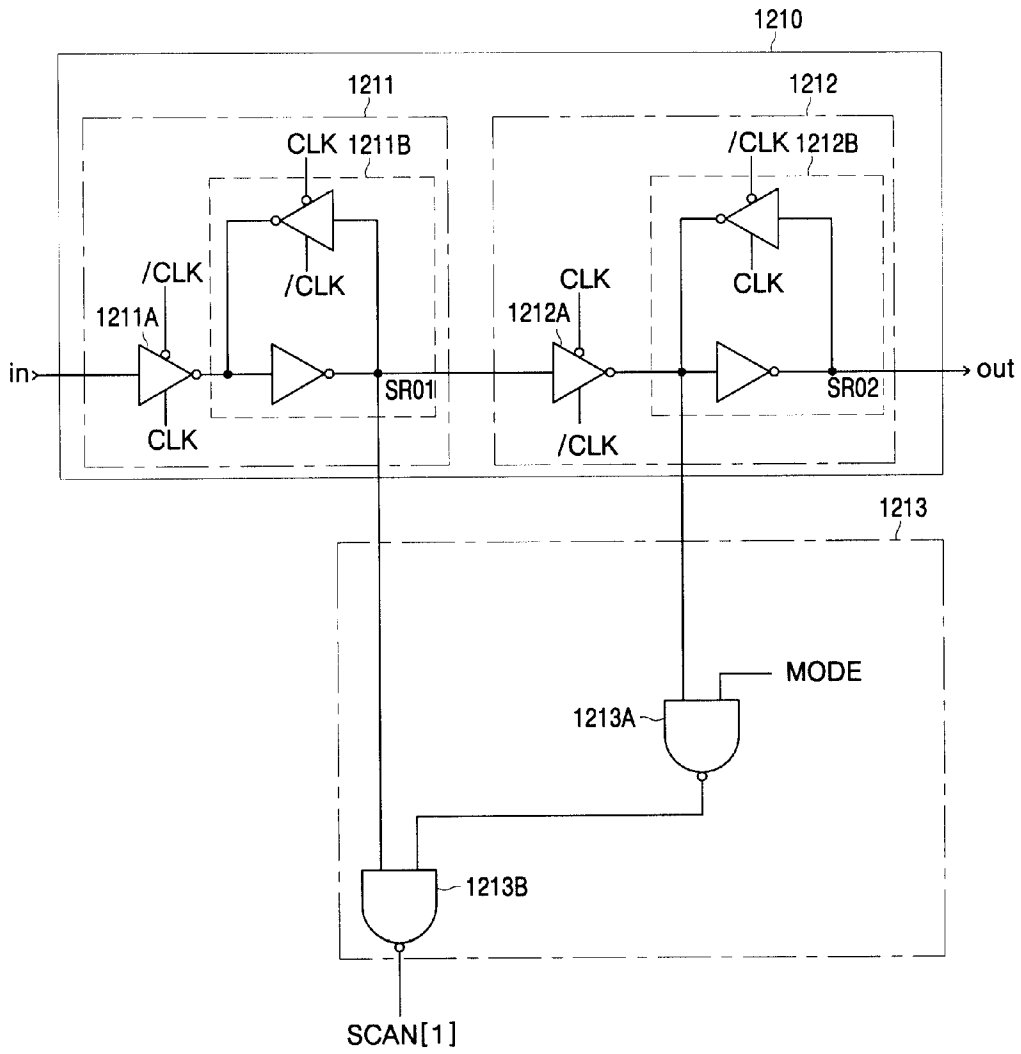 1210
1211
1212
CLK
1211B
/CLK
1212B
/CLK
/CLK
CLK
CLK
1211A
1212A
in
SR01
SR02
out
CLK
/CLK
1213
MODE
1213A
1213B
SCAN[1]